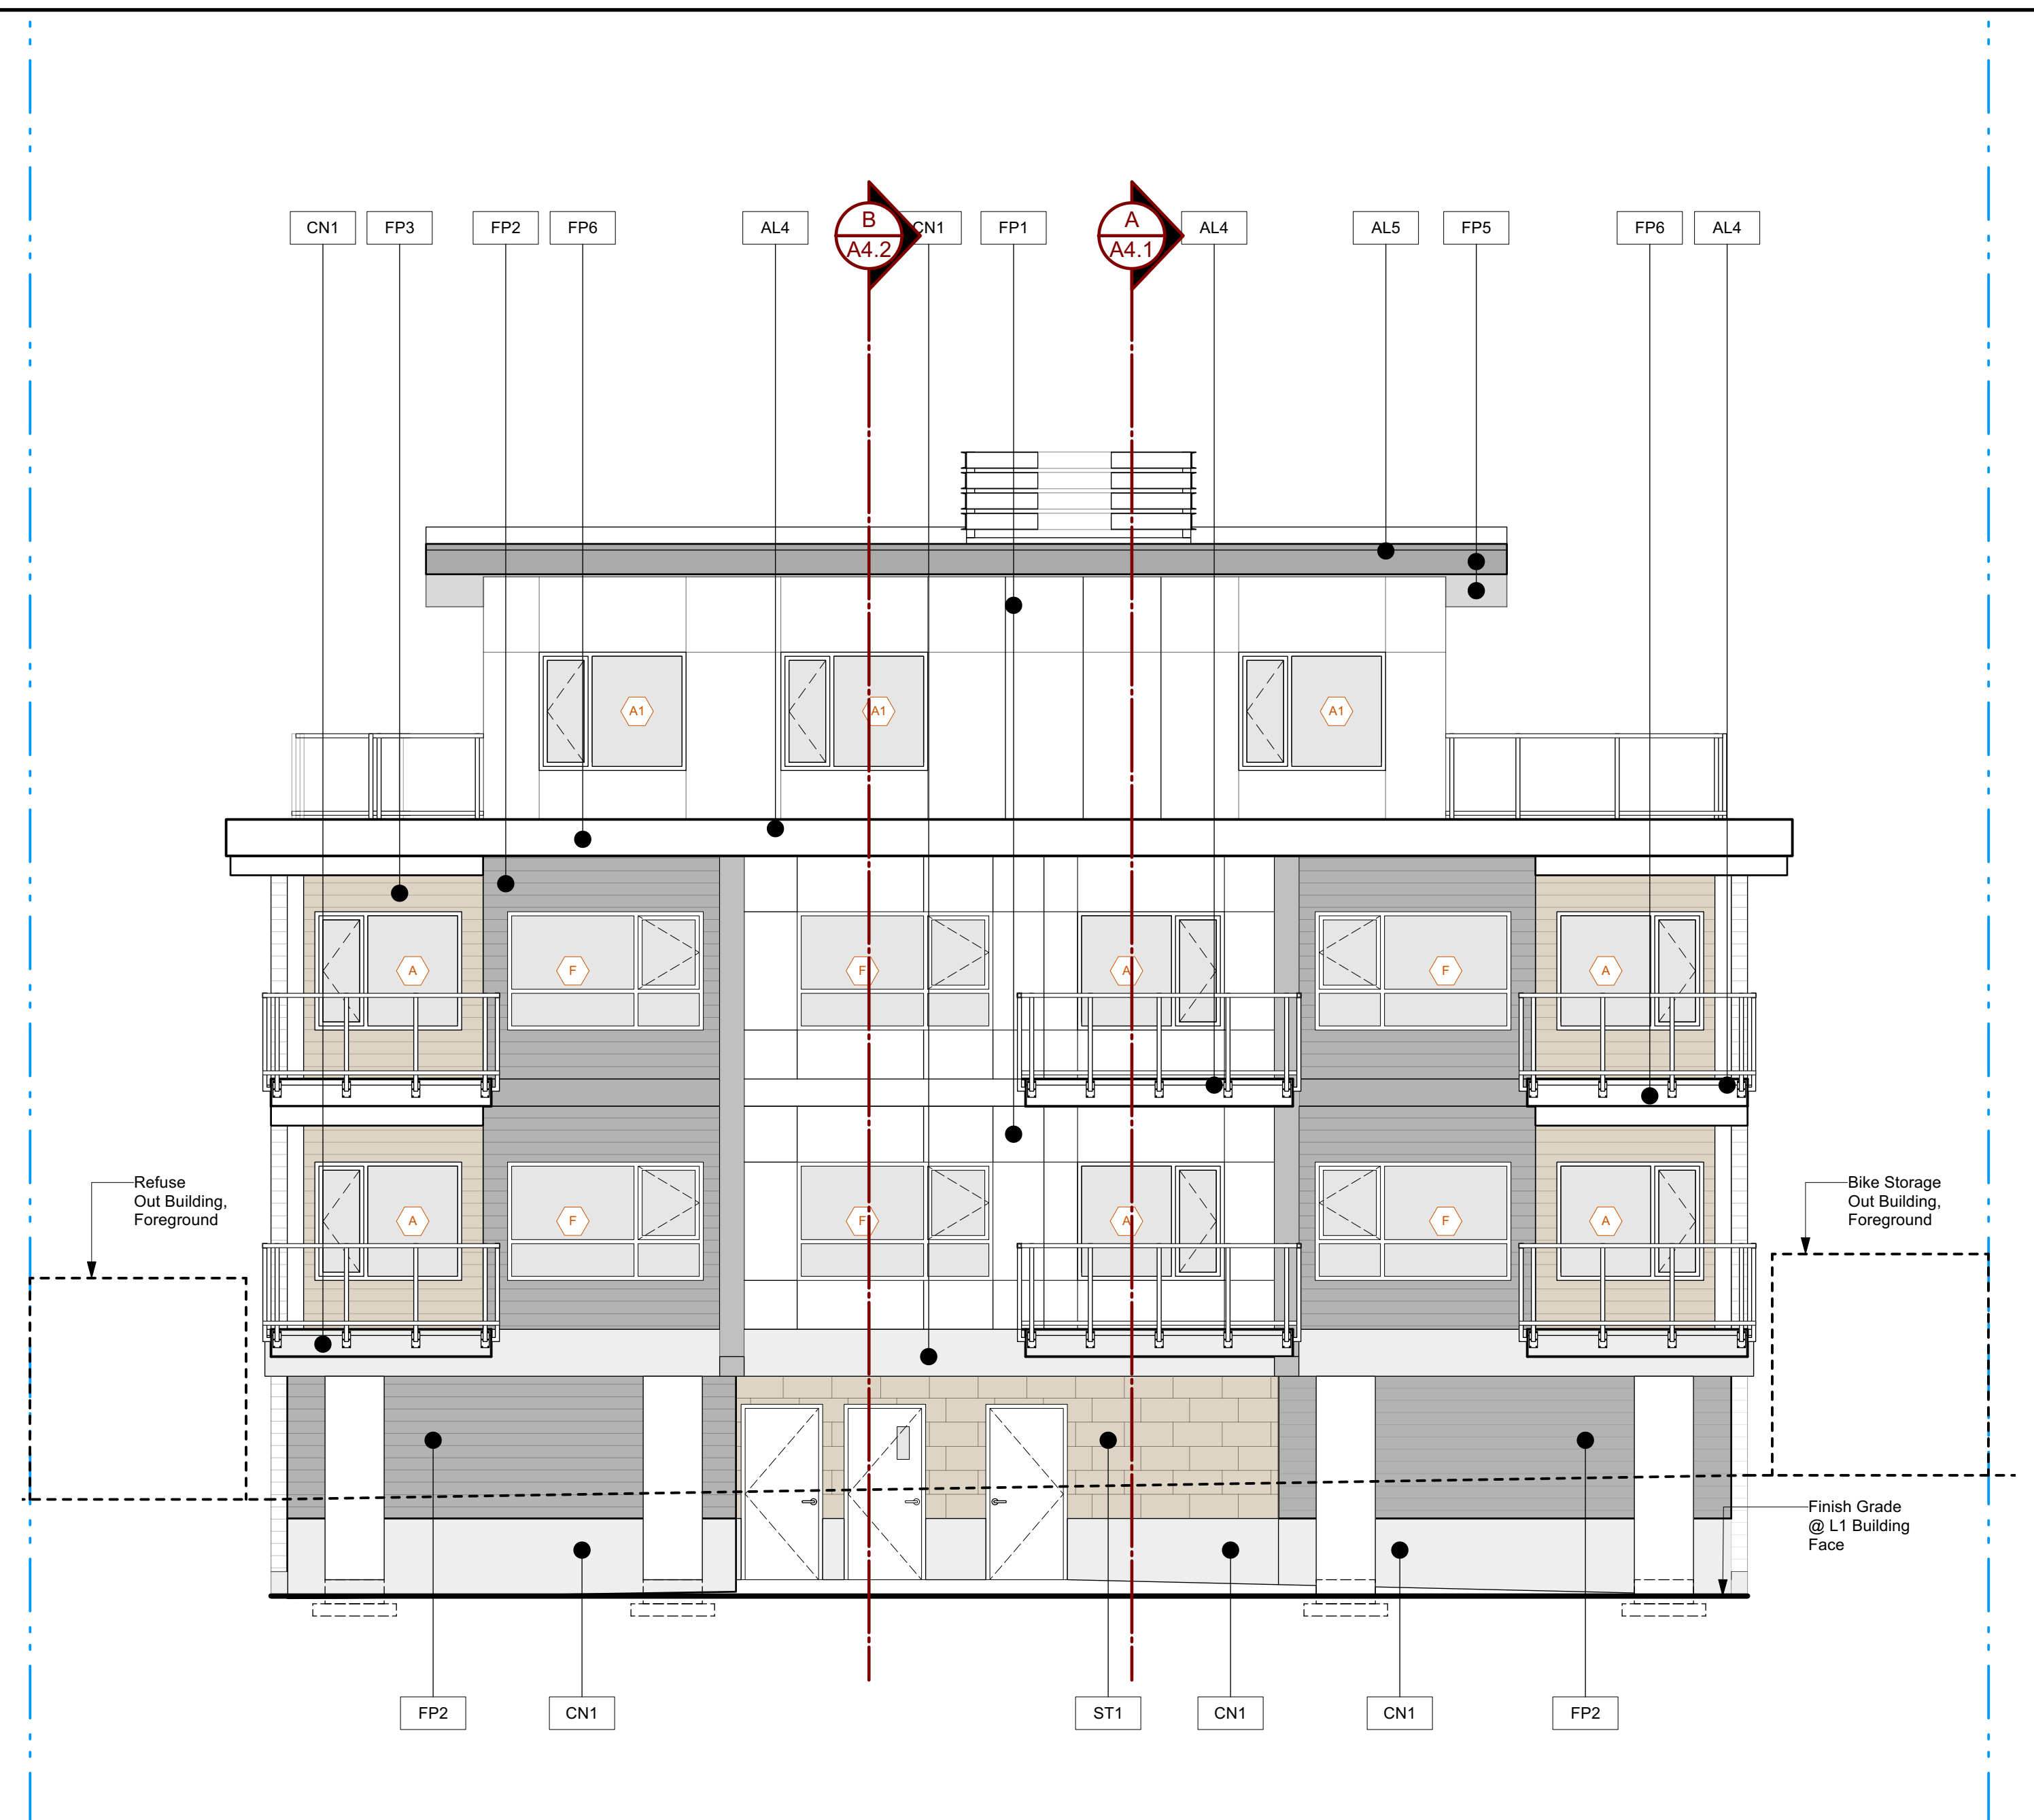 CN1
FP3
FP2
FP6
AL4
B
A4.2
CN1
FP1
A
A4.1
AL4
AL5
FP5
FP6
AL4
A1
A1
A1
A
F
F
A
F
A
Refuse
Out Building,
Foreground
Bike Storage
Out Building,
Foreground
A
F
F
A
F
A
Finish Grade
@ L1 Building
Face
FP2
CN1
ST1
CN1
CN1
FP2